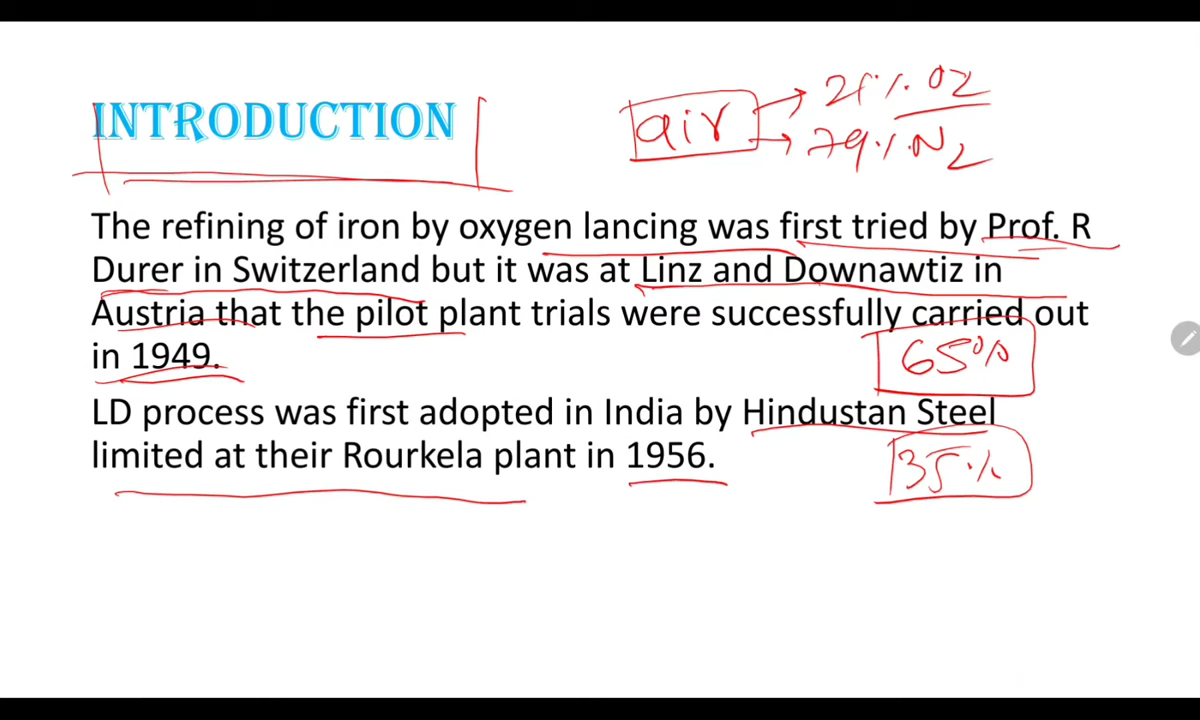 INTRODUCTION
air
21% O2
79% N2
The refining of iron by oxygen lancing was first tried by Prof. R
Durer in Switzerland but it was at Linz and Downawtiz in
Austria that the pilot plant trials were successfully carried out
in 1949.
65%
LD process was first adopted in India by Hindustan Steel
limited at their Rourkela plant in 1956.
35%